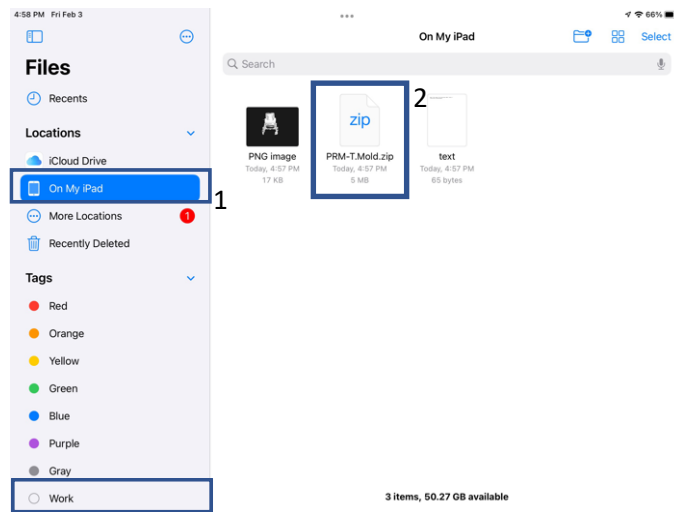 4:58 PM Fri Feb 3
66%
Files
Recents
Locations
iCloud Drive
On My iPad
1
More Locations
1
Recently Deleted
Tags
Red
Orange
Yellow
Green
Blue
Purple
Gray
Work
On My iPad
Select
Search
PNG image
Today, 4:57 PM
17 KB
zip
2
PRM-T.Mold.zip
Today, 4:57 PM
5 MB
text
Today, 4:57 PM
65 bytes
3 items, 50.27 GB available